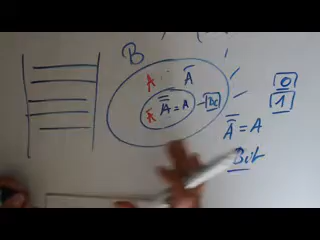 B
A Ā
Ā A̿ = A
0
1
A̿ = A
Bit